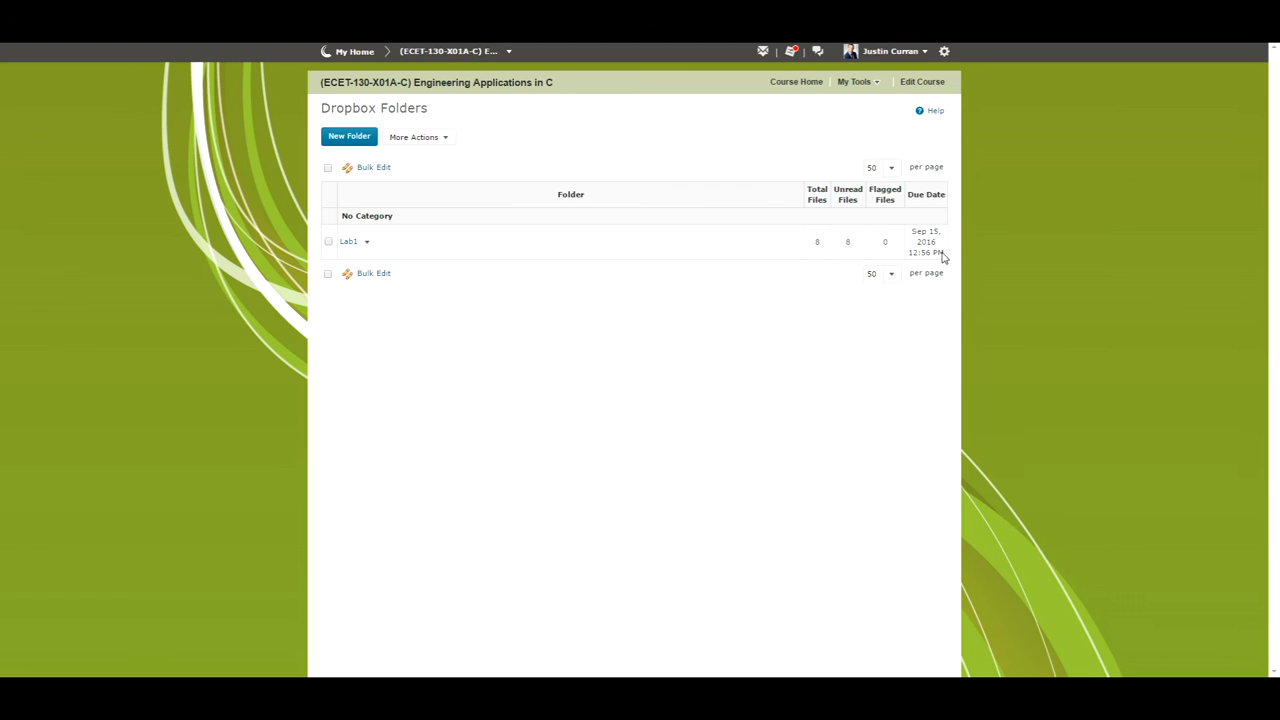 My Home (ECET-130-X01A-C) E... Justin Curran
(ECET-130-X01A-C) Engineering Applications in C Course Home My Tools Edit Course
Dropbox Folders
Help
New Folder More Actions
Bulk Edit 50 per page
Folder Total Files Unread Files Flagged Files Due Date
No Category
Lab1 8 8 0 Sep 15, 2016 12:56 PM
Bulk Edit 50 per page